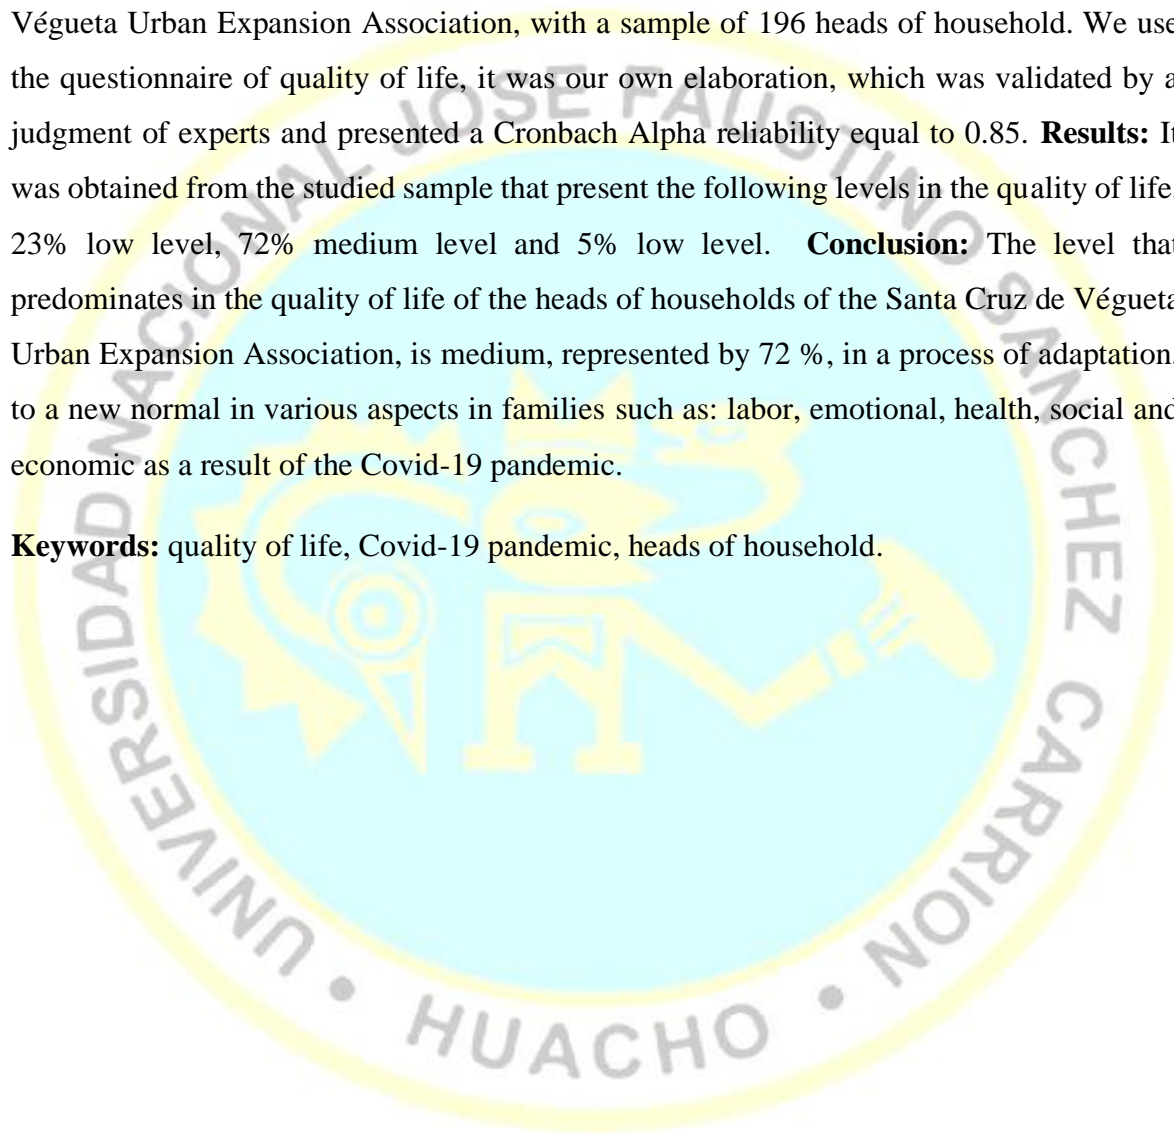 Végueta Urban Expansion Association, with a sample of 196 heads of household. We use
the questionnaire of quality of life, it was our own elaboration, which was validated by a
judgment of experts and presented a Cronbach Alpha reliability equal to 0.85. Results: It
was obtained from the studied sample that present the following levels in the quality of life,
23% low level, 72% medium level and 5% low level. Conclusion: The level that
predominates in the quality of life of the heads of households of the Santa Cruz de Végueta
Urban Expansion Association, is medium, represented by 72 %, in a process of adaptation,
to a new normal in various aspects in families such as: labor, emotional, health, social and
economic as a result of the Covid-19 pandemic.
Keywords: quality of life, Covid-19 pandemic, heads of household.
UNIVERSIDAD NACIONAL JOSE FAUSTINO SANCHEZ CARRION
• HUACHO •